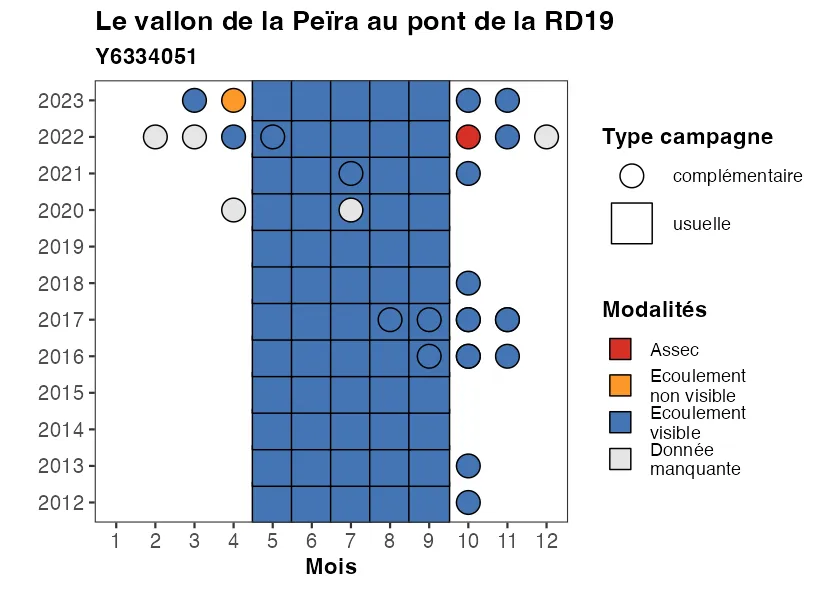 Le vallon de la Peïra au pont de la RD19
Y6334051
2023
2022
2021
2020
2019
2018
2017
2016
2015
2014
2013
2012
1 2 3 4 5 6 7 8 9 10 11 12
Mois
Type campagne
complémentaire
usuelle
Modalités
Assec
Ecoulement
non visible
Ecoulement
visible
Donnée
manquante